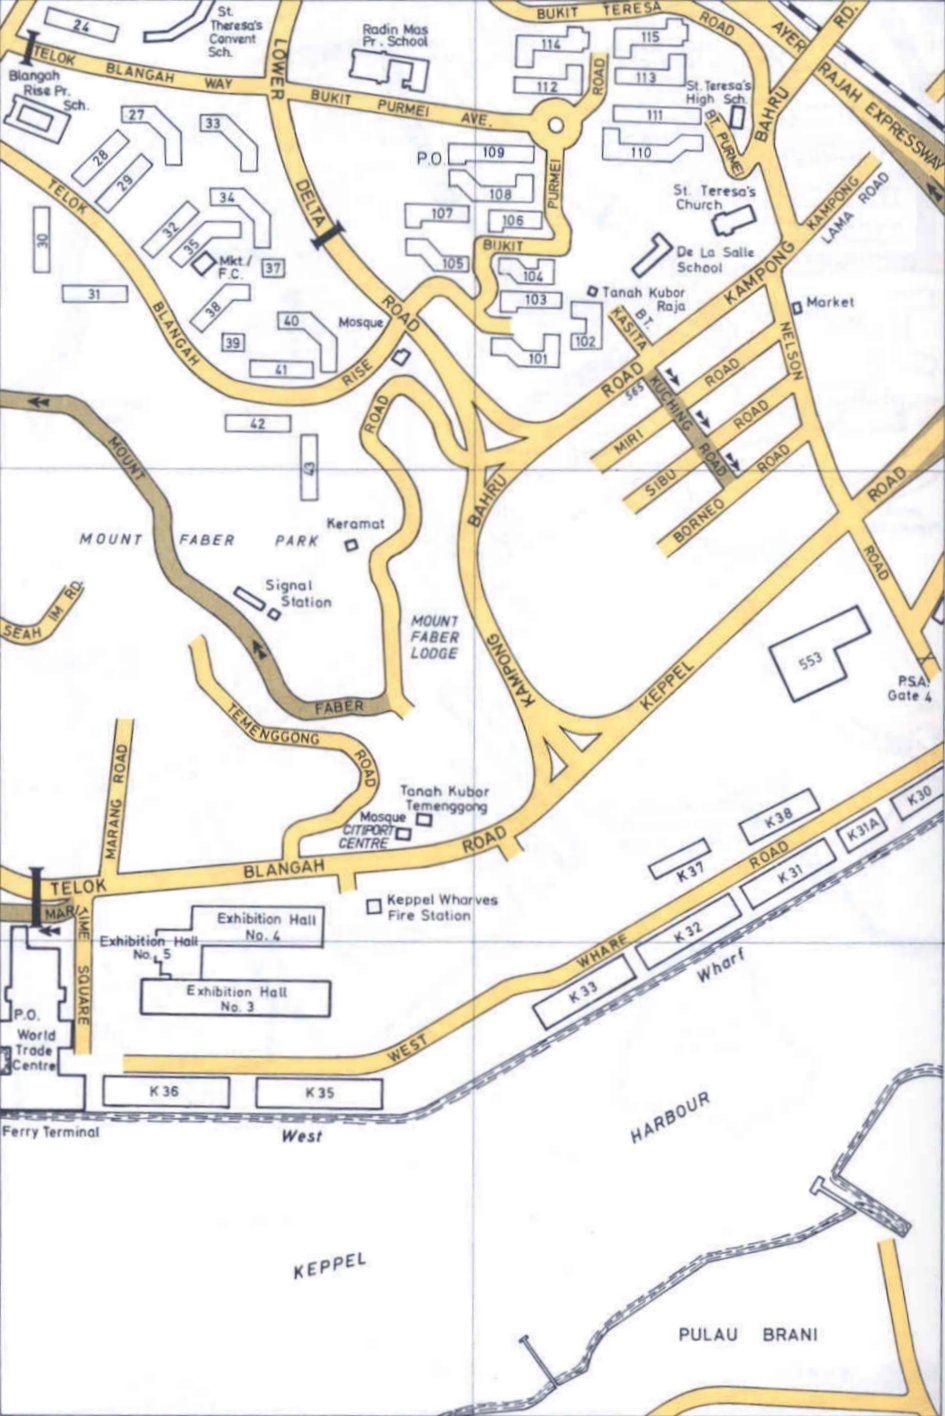 24
St.
Theresa's
Convent
Sch.
Radin Mas
Pr. School
BUKIT TERESA ROAD
114
115
112
113
AYER RAJAH EXPRESSWAY
RD.
TELOK BLANGAH WAY
LOWER DELTA ROAD
Blangah
Rise Pr.
Sch.
27
33
28
29
BUKIT PURMEI AVE.
ROAD
St. Teresa's
High Sch.
111
110
BT. PURMEI
BAHRU
P.O.
109
108
107
106
105
104
103
102
101
PURMEI
BUKIT
St. Teresa's
Church
De La Salle
School
KAMPONG
LAMA ROAD
TELOK BLANGAH RISE
30
31
32
34
35
Mkt./
F.C.
37
38
39
40
41
Mosque
Tanah Kubor
Raja
Market
BT.
KASITA
KAMPONG
ROAD
NELSON
565
KUCHING ROAD
MIRI ROAD
SIBU ROAD
BORNEO ROAD
42
43
ROAD
BAHRU
ROAD
ROAD
MOUNT
MOUNT FABER PARK
Keramat
Signal
Station
SEAH IM RD.
MOUNT
FABER
LODGE
FABER
KAMPONG
KEPPEL
553
P.S.A.
Gate 4
TEMENGGONG
ROAD
MARANG ROAD
Tanah Kubor
Temenggong
Mosque
CITIPORT
CENTRE
TELOK BLANGAH ROAD
K30
K31A
K38
K37
K31
K32
K33
WEST WHARF ROAD
Wharf
Keppel Wharves
Fire Station
MARITIME SQUARE
Exhibition Hall
No. 4
Exhibition Hall
No. 5
Exhibition Hall
No. 3
P.O.
World
Trade
Centre
K36
K35
Ferry Terminal
West
HARBOUR
KEPPEL
PULAU BRANI